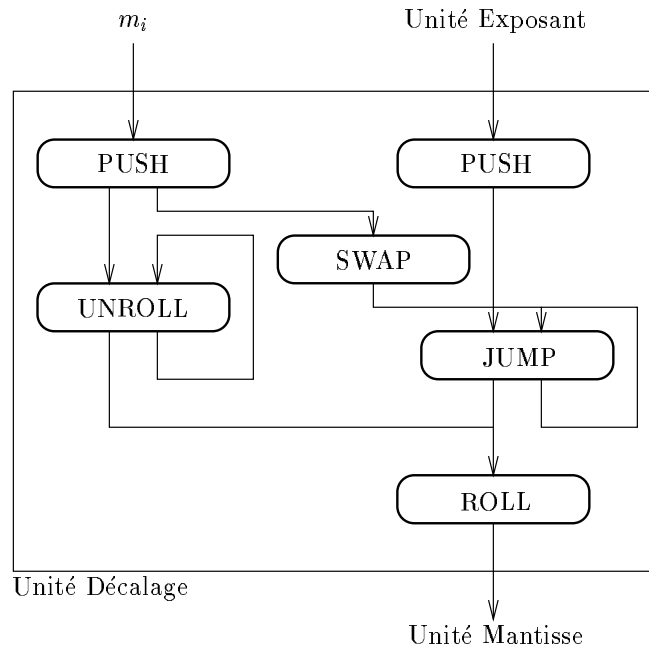 m_i
Unité Exposant
PUSH
PUSH
SWAP
UNROLL
JUMP
ROLL
Unité Décalage
Unité Mantisse